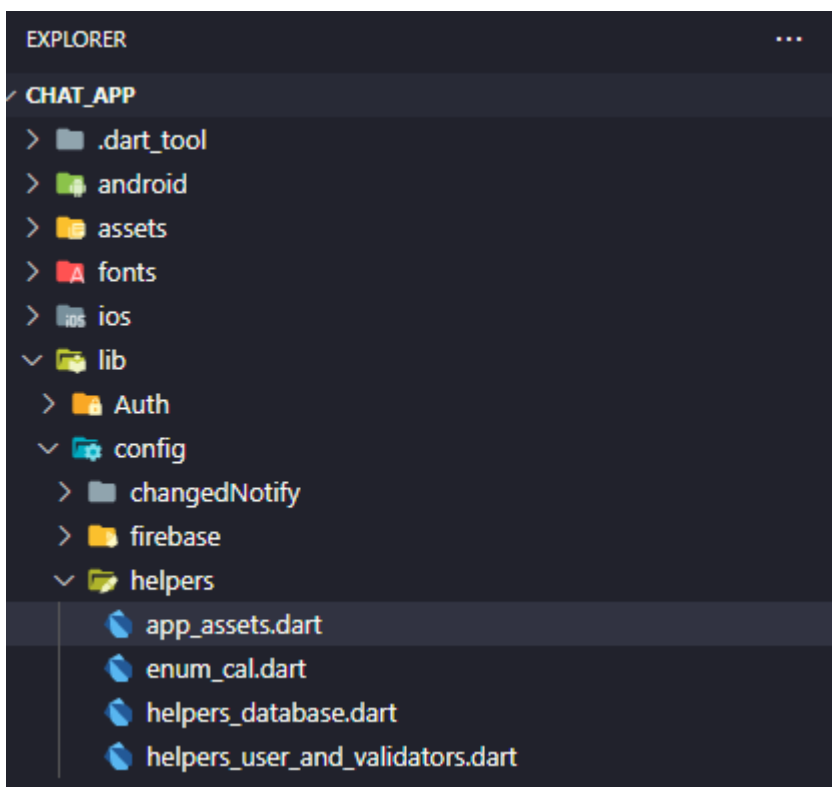 EXPLORER ...
CHAT_APP
.dart_tool
android
assets
fonts
ios
lib
Auth
config
changedNotify
firebase
helpers
app_assets.dart
enum_cal.dart
helpers_database.dart
helpers_user_and_validators.dart